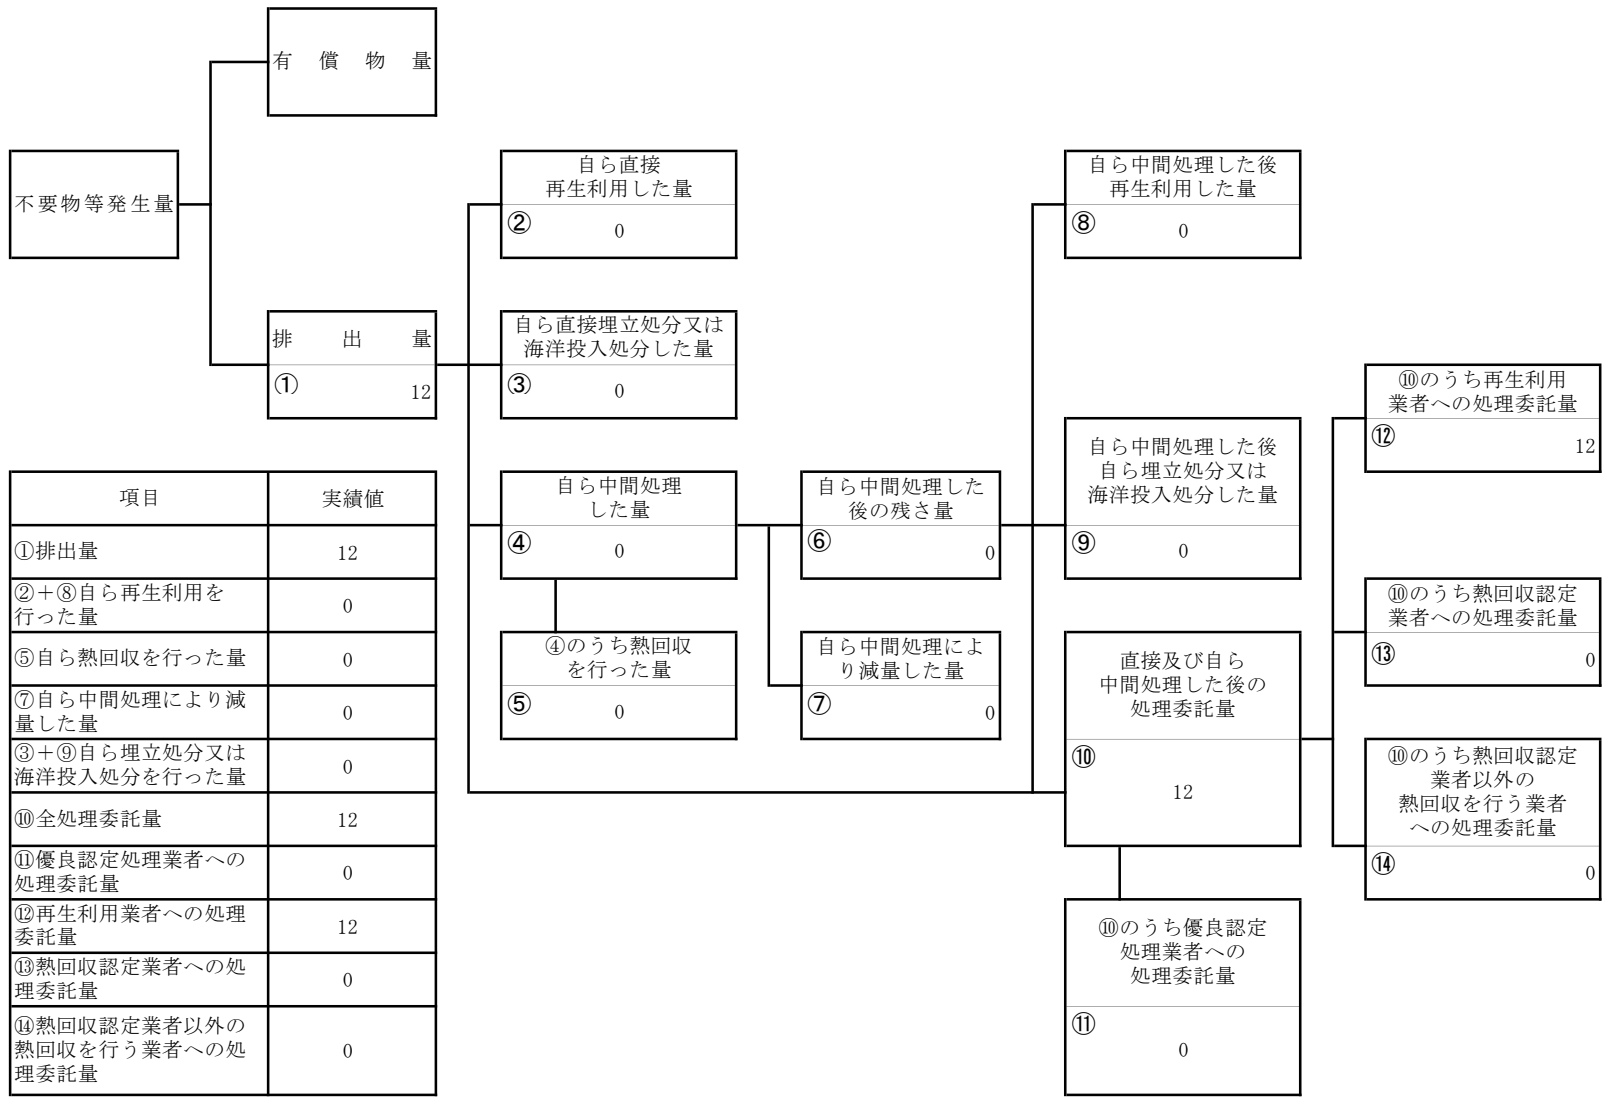 有償物量
不要物等発生量
排出量
①
12
自ら直接
再生利用した量
②
0
自ら直接埋立処分又は
海洋投入処分した量
③
0
自ら中間処理
した量
④
0
④のうち熱回収
を行った量
⑤
0
自ら中間処理した
後の残さ量
⑥
0
自ら中間処理によ
り減量した量
⑦
0
自ら中間処理した後
再生利用した量
⑧
0
自ら中間処理した後
自ら埋立処分又は
海洋投入処分した量
⑨
0
直接及び自ら
中間処理した後の
処理委託量
⑩
12
⑩のうち優良認定
処理業者への
処理委託量
⑪
0
⑩のうち再生利用
業者への処理委託量
⑫
12
⑩のうち熱回収認定
業者への処理委託量
⑬
0
⑩のうち熱回収認定
業者以外の
熱回収を行う業者
への処理委託量
⑭
0
項目 実績値
①排出量 12
②＋⑧自ら再生利用を
行った量
0
⑤自ら熱回収を行った量 0
⑦自ら中間処理により減
量した量
0
③＋⑨自ら埋立処分又は
海洋投入処分を行った量
0
⑩全処理委託量 12
⑪優良認定処理業者への
処理委託量
0
⑫再生利用業者への処理
委託量
12
⑬熱回収認定業者への処
理委託量
0
⑭熱回収認定業者以外の
熱回収を行う業者への処
理委託量
0